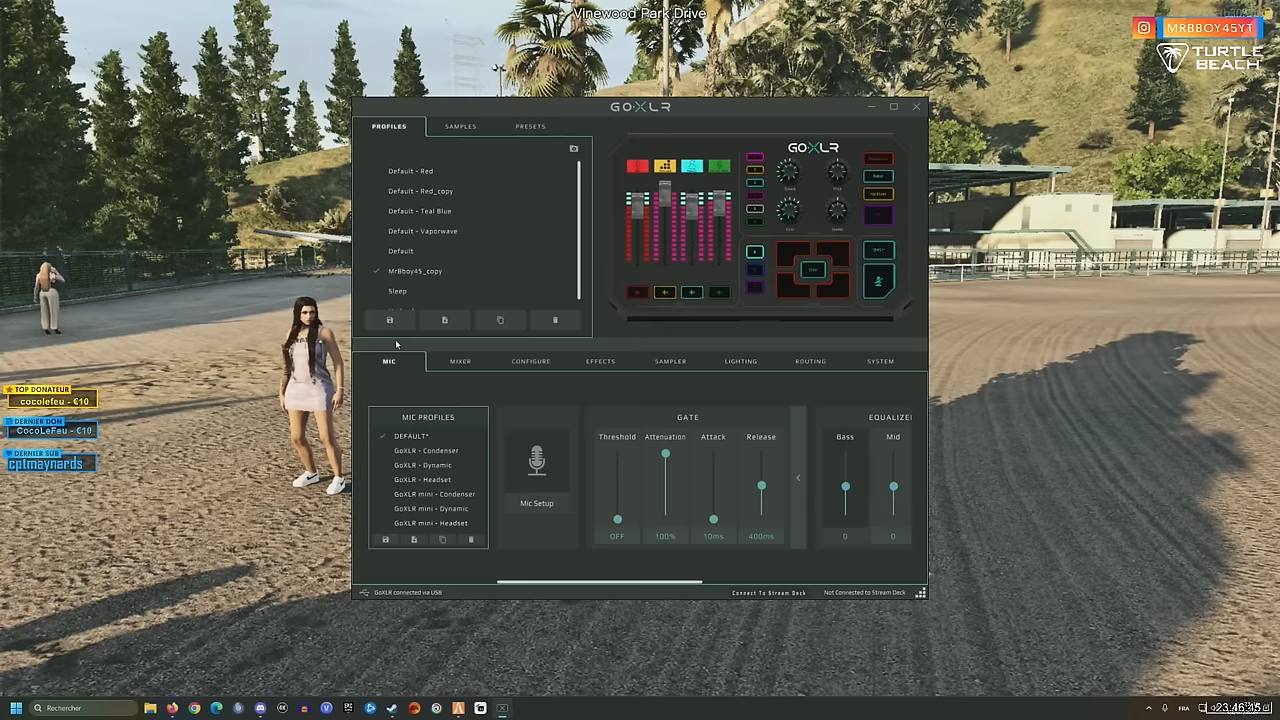 Vinewood Park Drive
MRBBOY45YT
TURTLE
BEACH
GOXLR
PROFILES
SAMPLES
PRESETS
Default - Red
Default - Red_copy
Default - Teal Blue
Default - Vaporwave
Default
MrBboy45_copy
Sleep
GOXLR
MIC
MIXER
CONFIGURE
EFFECTS
SAMPLER
LIGHTING
ROUTING
SYSTEM
TOP DONATEUR
cocolefeu - €10
DERNIER DON
CocoLeFeu - €10
DERNIER SUB
cptmaynards
MIC PROFILES
DEFAULT*
GoXLR - Condenser
GoXLR - Dynamic
GoXLR - Headset
GoXLR mini - Condenser
GoXLR mini - Dynamic
GoXLR mini - Headset
Mic Setup
GATE
Threshold
Attenuation
Attack
Release
OFF
100%
10ms
400ms
EQUALIZE
Bass
Mid
0
0
GoXLR connected via USB
Connect To Stream Deck
Not Connected to Stream Deck
Rechercher
FRA
23:46:15